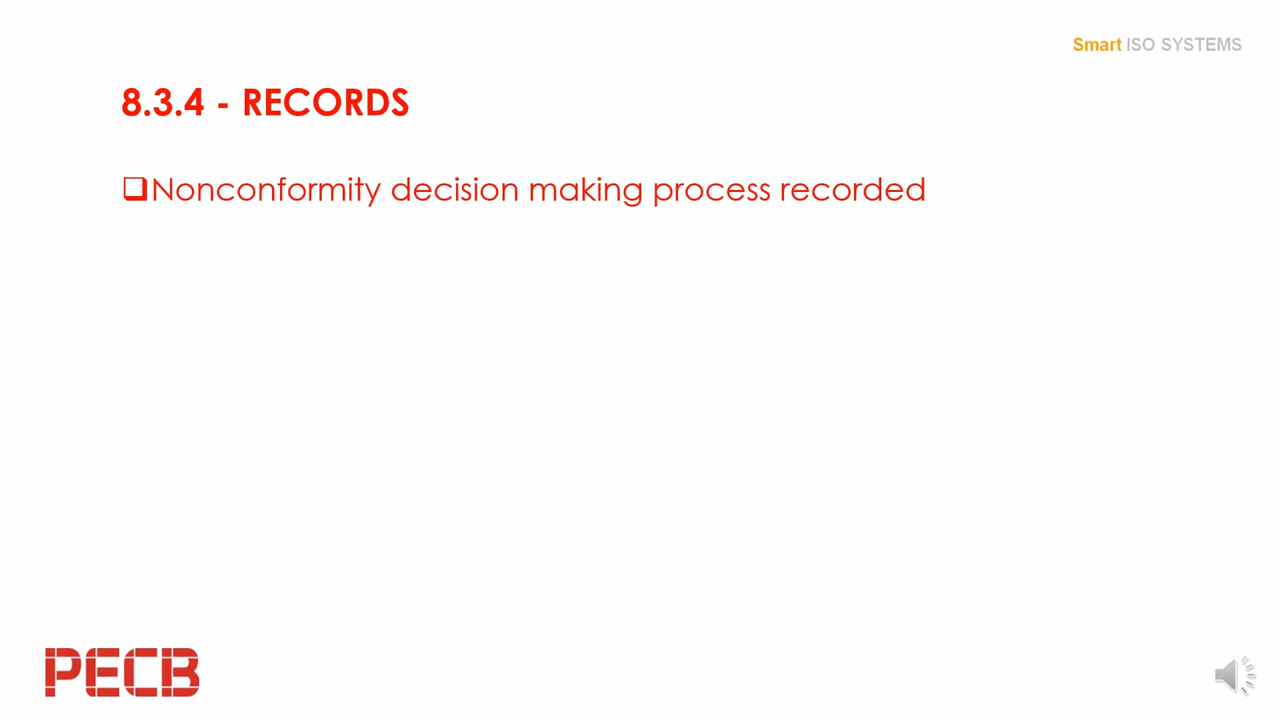 Smart ISO SYSTEMS
8.3.4 - RECORDS
Nonconformity decision making process recorded
PECB